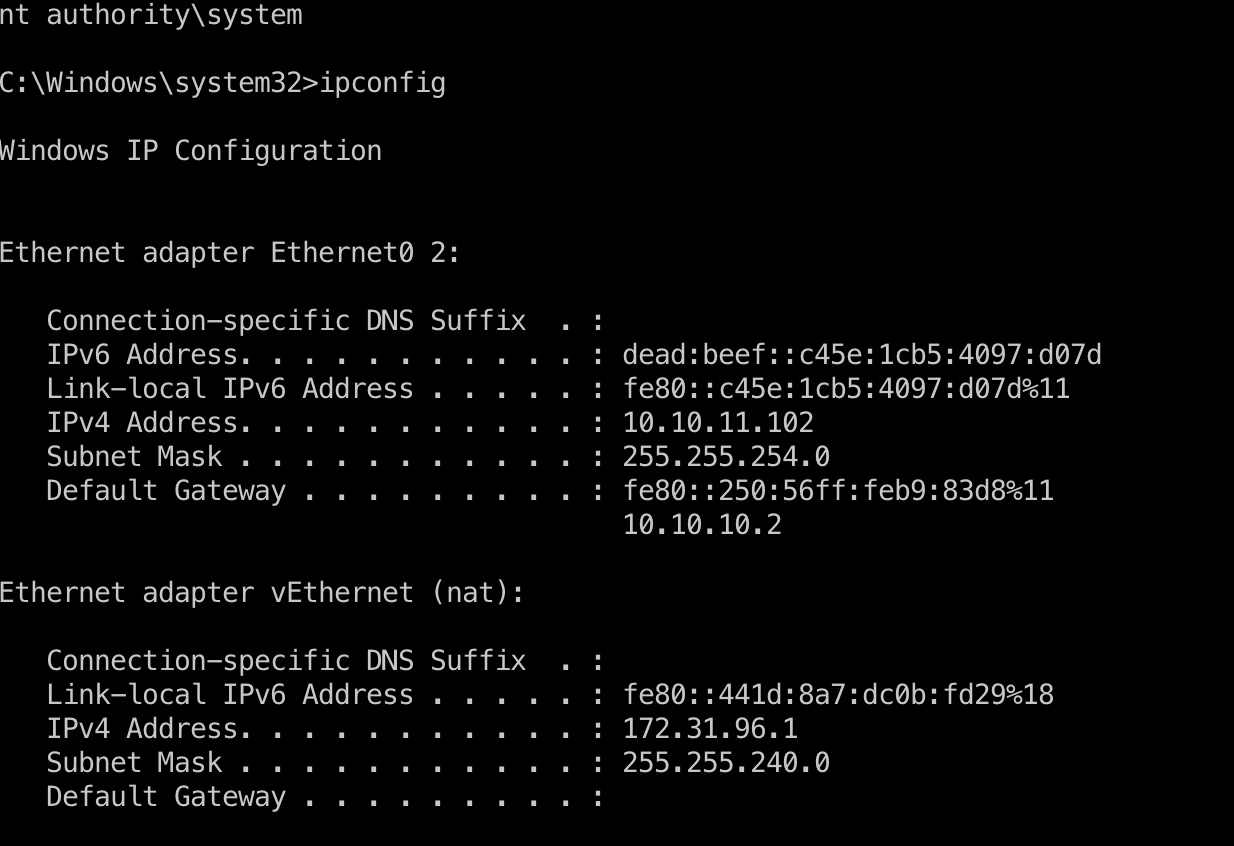 nt authority\system
C:\Windows\system32>ipconfig
Windows IP Configuration
Ethernet adapter Ethernet0 2:
   Connection-specific DNS Suffix  . :
   IPv6 Address. . . . . . . . . . . : dead:beef::c45e:1cb5:4097:d07d
   Link-local IPv6 Address . . . . . : fe80::c45e:1cb5:4097:d07d%11
   IPv4 Address. . . . . . . . . . . : 10.10.11.102
   Subnet Mask . . . . . . . . . . . : 255.255.254.0
   Default Gateway . . . . . . . . . : fe80::250:56ff:feb9:83d8%11
                                       10.10.10.2
Ethernet adapter vEthernet (nat):
   Connection-specific DNS Suffix  . :
   Link-local IPv6 Address . . . . . : fe80::441d:8a7:dc0b:fd29%18
   IPv4 Address. . . . . . . . . . . : 172.31.96.1
   Subnet Mask . . . . . . . . . . . : 255.255.240.0
   Default Gateway . . . . . . . . . :